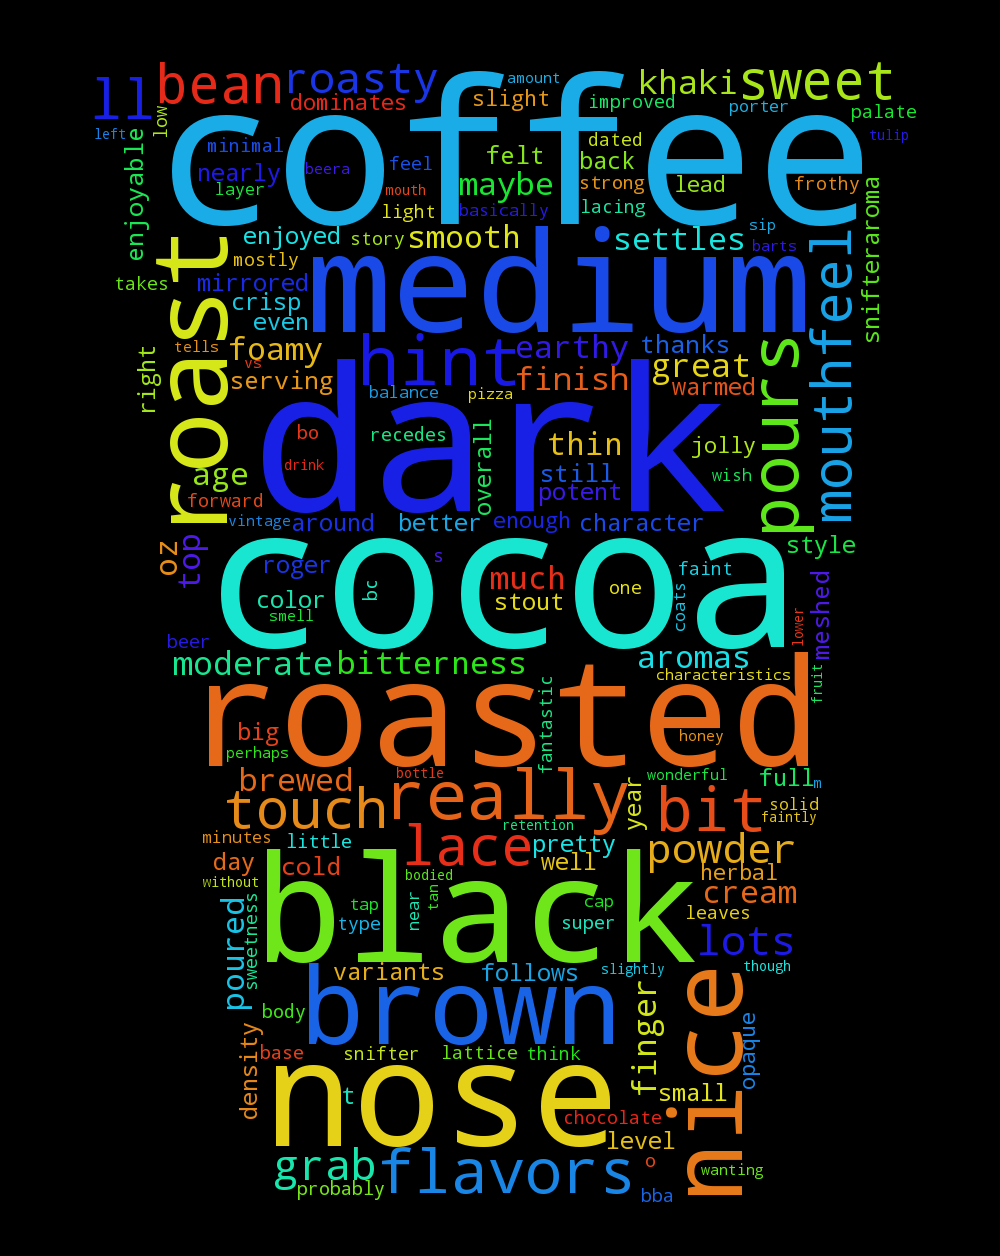 amount
ll bean roasty khaki sweet
low dominates slight improved porter palate
coffee
left minimal felt dated back tulip
enjoyable nearly beera feel maybe strong lead frothy
layer mouth light basically lacing
enjoyed story smooth settles sip barts
mostly snifteraroma
takes mirrored medium mouthfeel
roast crisp even
right tells foamy vs hint earthy thanks
serving balance pizza finish great warmed pours
dark
bo recedes overall thin jolly
age drink still wish
forward potent
vintage around better enough character
oz top roger s much faint style
cocoa
color bc stout one coats meshed
smell lower
beer
moderate bitterness aromas
characteristics fruit
roasted
big fantastic honey
perhaps
brewed bottle wonderful full m
touch really year bit solid
retention faintly
minutes little lace pretty powder
day cold well herbal
without bodied cream
black
sweetness tap near tan cap leaves
poured type super lots
variants follows slightly though
brown nice
body finger opaque
density base snifter lattice think
nose
t small
chocolate
level
grab flavors o wanting
probably bba